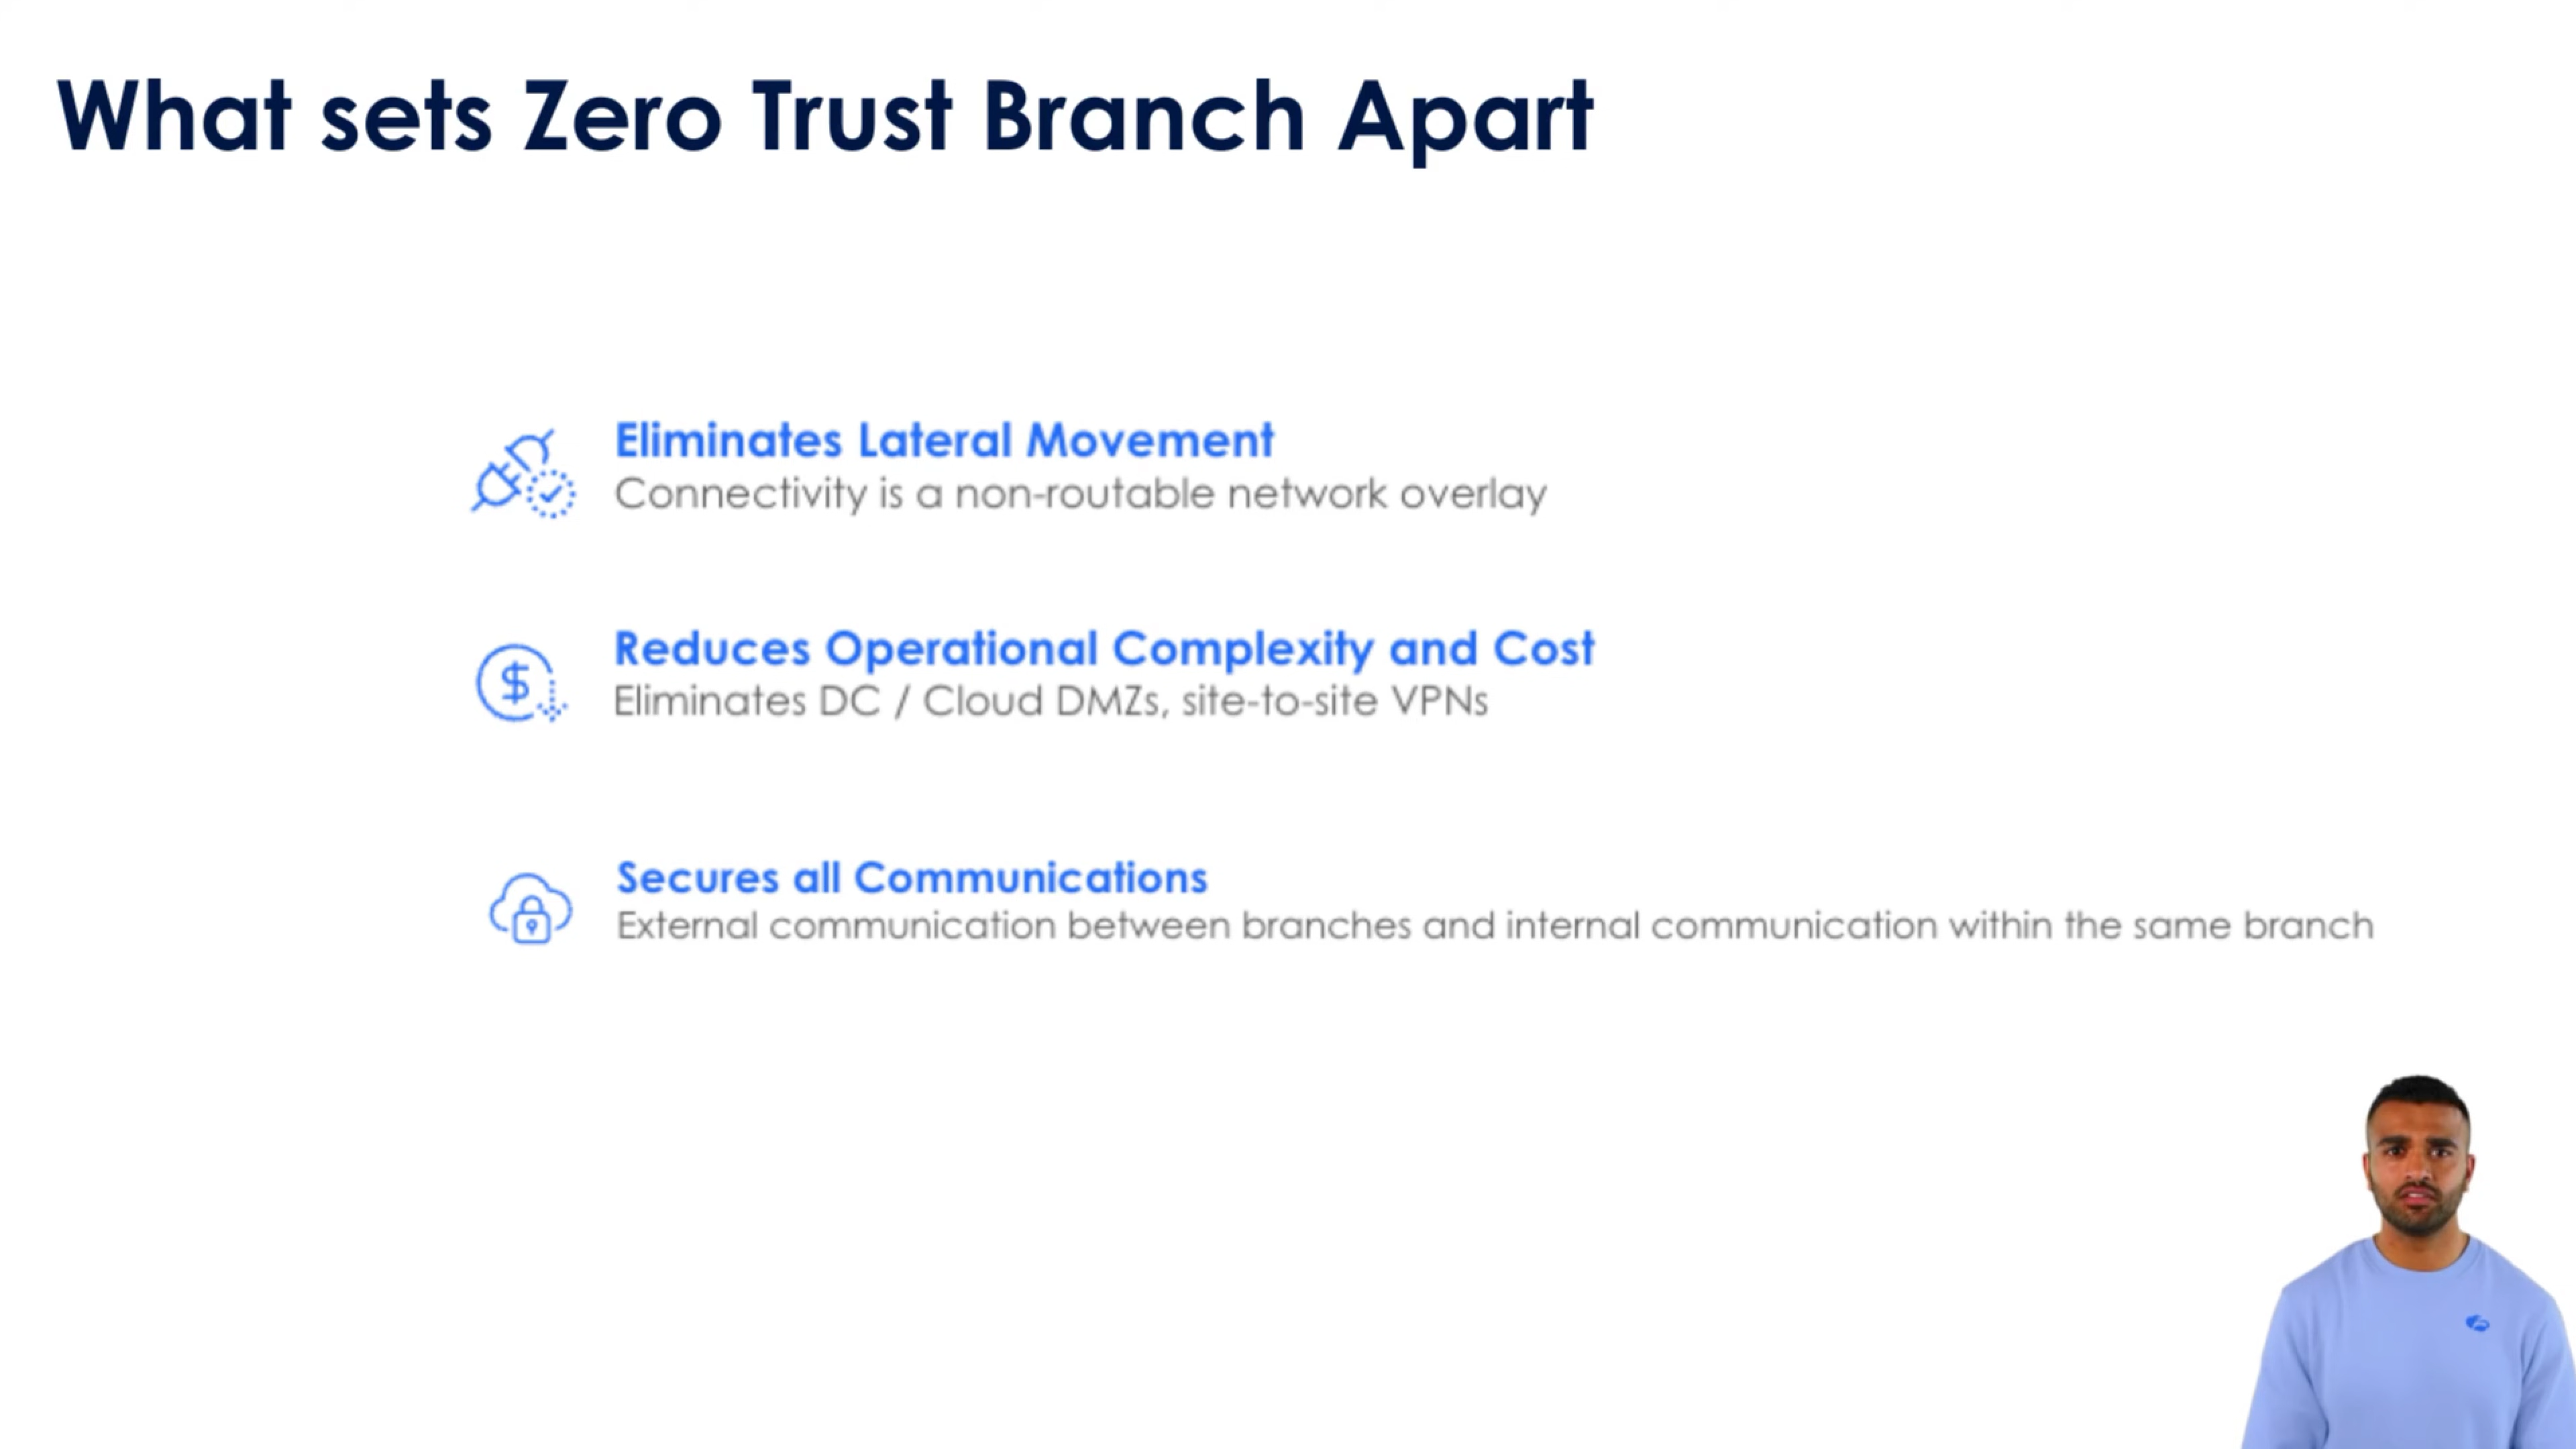 What sets Zero Trust Branch Apart
Eliminates Lateral Movement
Connectivity is a non-routable network overlay
$
Reduces Operational Complexity and Cost
Eliminates DC / Cloud DMZs, site-to-site VPNs
Secures all Communications
External communication between branches and internal communication within the same branch